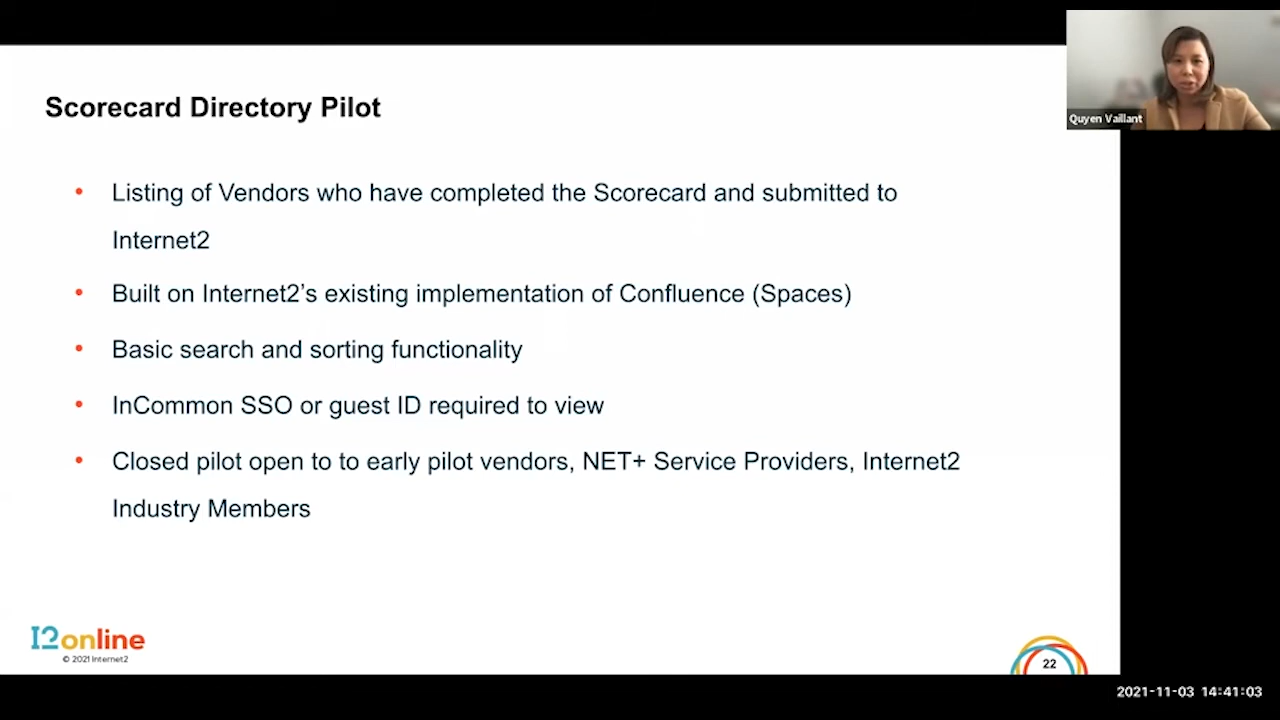 Scorecard Directory Pilot
• Listing of Vendors who have completed the Scorecard and submitted to
Internet2
• Built on Internet2’s existing implementation of Confluence (Spaces)
• Basic search and sorting functionality
• InCommon SSO or guest ID required to view
• Closed pilot open to to early pilot vendors, NET+ Service Providers, Internet2
Industry Members
I2online
© 2021 Internet2
22
Quyen Vaillant
2021-11-03 14:41:03